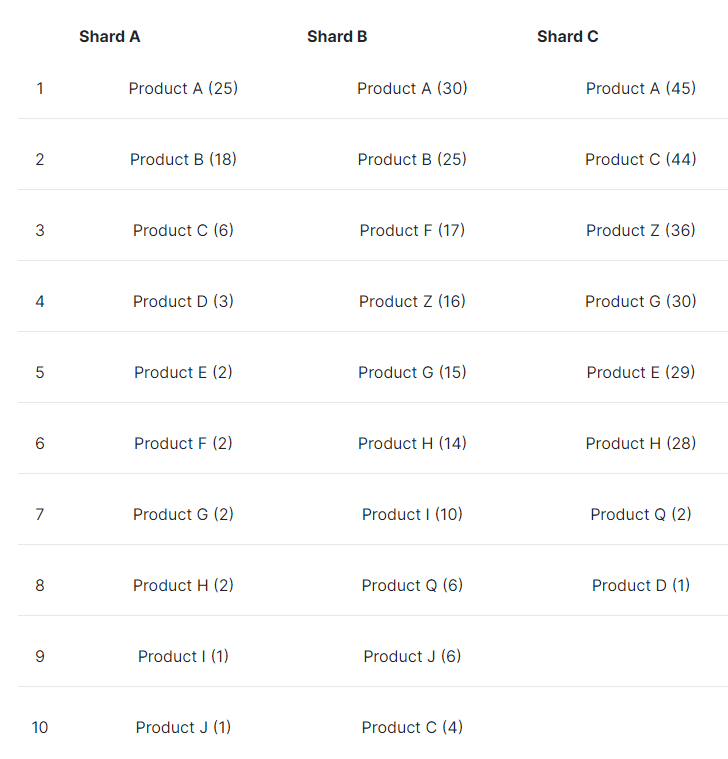 Shard A Shard B Shard C
1 Product A (25) Product A (30) Product A (45)
2 Product B (18) Product B (25) Product C (44)
3 Product C (6) Product F (17) Product Z (36)
4 Product D (3) Product Z (16) Product G (30)
5 Product E (2) Product G (15) Product E (29)
6 Product F (2) Product H (14) Product H (28)
7 Product G (2) Product I (10) Product Q (2)
8 Product H (2) Product Q (6) Product D (1)
9 Product I (1) Product J (6)
10 Product J (1) Product C (4)